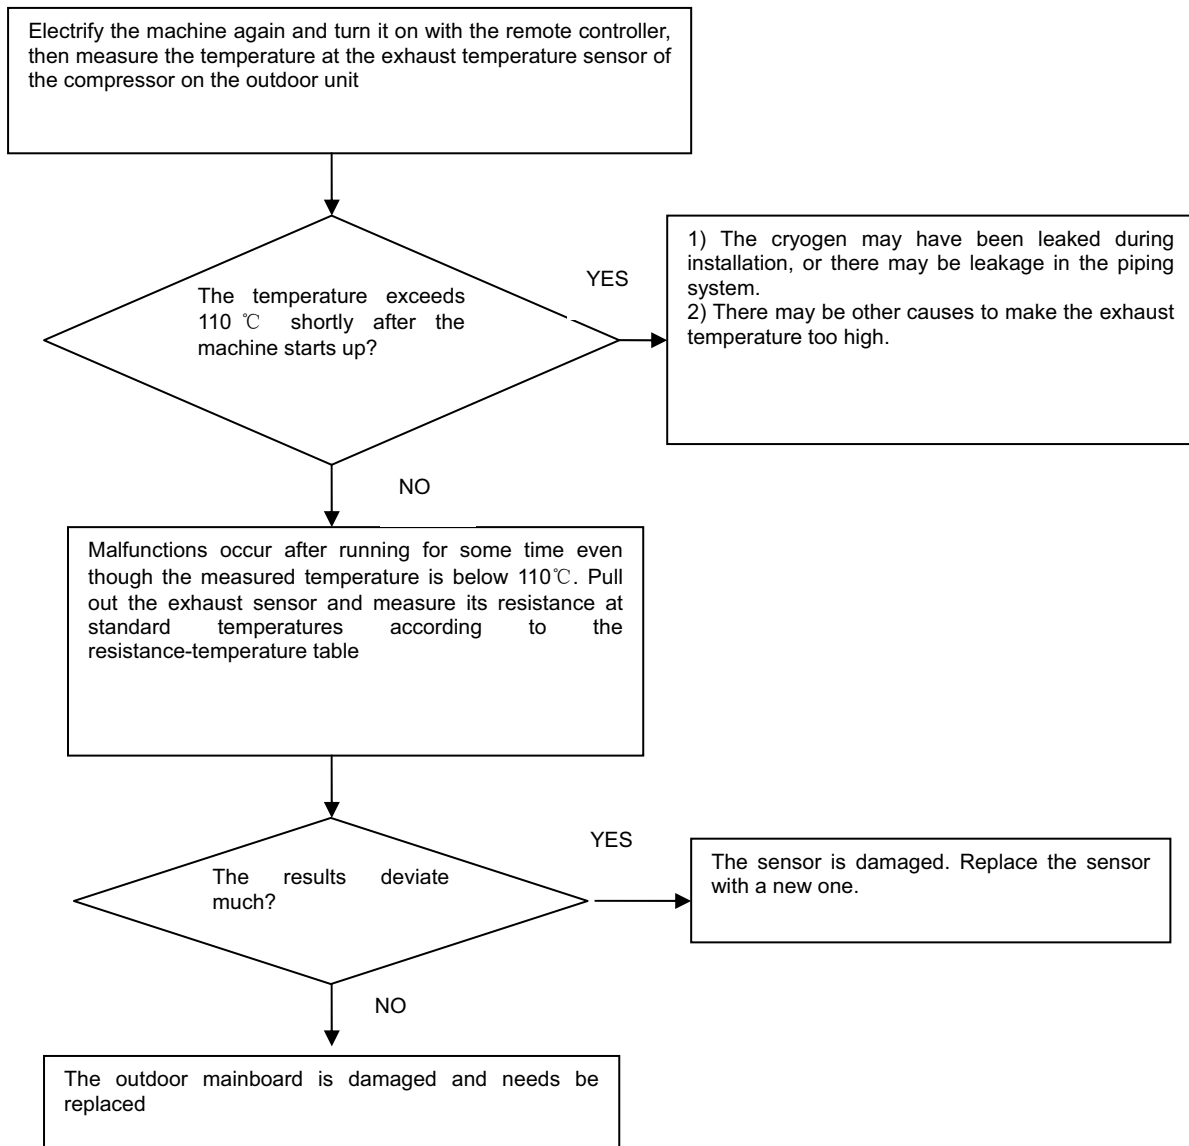 Electrify the machine again and turn it on with the remote controller,
then measure the temperature at the exhaust temperature sensor of
the compressor on the outdoor unit
The temperature exceeds
110 ℃ shortly after the
machine starts up?
YES
1) The cryogen may have been leaked during
installation, or there may be leakage in the piping
system.
2) There may be other causes to make the exhaust
temperature too high.
NO
Malfunctions occur after running for some time even
though the measured temperature is below 110℃. Pull
out the exhaust sensor and measure its resistance at
standard temperatures according to the
resistance-temperature table
The results deviate
much?
YES
The sensor is damaged. Replace the sensor
with a new one.
NO
The outdoor mainboard is damaged and needs be
replaced